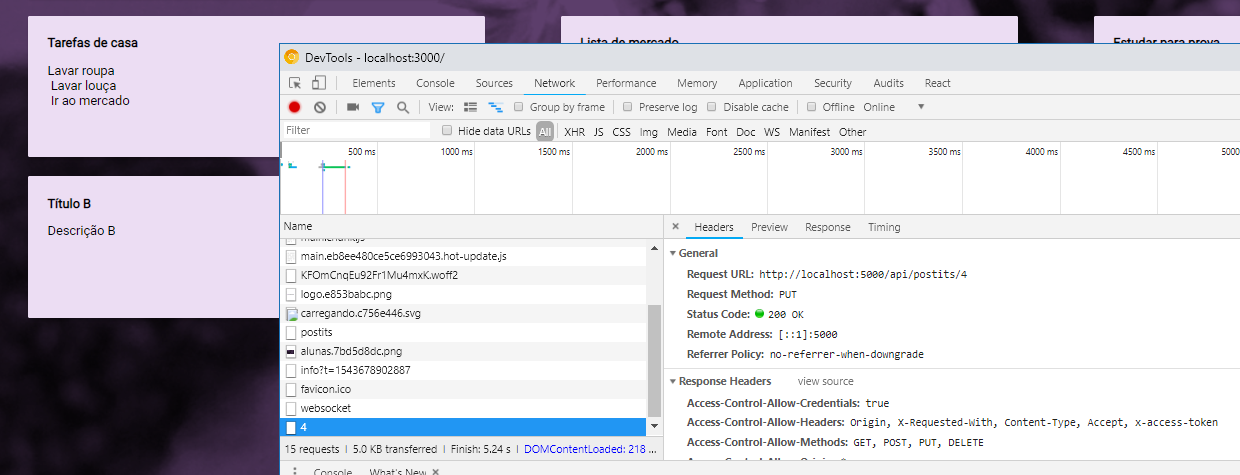 Tarefas de casa
Lavar roupa
Lavar louça
Ir ao mercado
Lista de mercado
Estudar para prova
Título B
Descrição B
DevTools - localhost:3000/
Elements Console Sources Network Performance Memory Application Security Audits React
View: Group by frame Preserve log Disable cache Offline Online
Filter Hide data URLs All XHR JS CSS Img Media Font Doc WS Manifest Other
500 ms 1000 ms 1500 ms 2000 ms 2500 ms 3000 ms 3500 ms 4000 ms 4500 ms 5000
Name
main.eb8ee480ce5ce6993043.hot-update.js
KFOmCnqEu92Fr1Mu4mxK.woff2
logo.e853babc.png
carregando.c756e446.svg
postits
alunas.7bd5d8dc.png
info?t=1543678902887
favicon.ico
websocket
4
15 requests 5.0 KB transferred Finish: 5.24 s DOMContentLoaded: 218 ...
× Headers Preview Response Timing
General
Request URL: http://localhost:5000/api/postits/4
Request Method: PUT
Status Code: 200 OK
Remote Address: [::1]:5000
Referrer Policy: no-referrer-when-downgrade
Response Headers view source
Access-Control-Allow-Credentials: true
Access-Control-Allow-Headers: Origin, X-Requested-With, Content-Type, Accept, x-access-token
Access-Control-Allow-Methods: GET, POST, PUT, DELETE
Access-Control-Allow-Origin: *
Console What's New ×